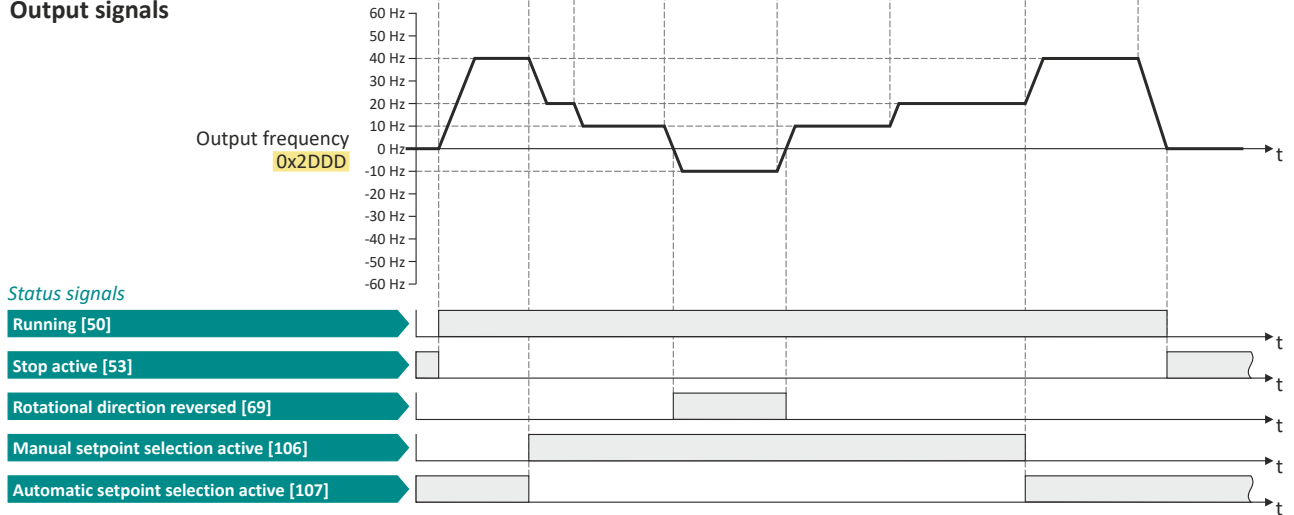 Output signals
60 Hz
50 Hz
40 Hz
30 Hz
20 Hz
10 Hz
0 Hz
-10 Hz
-20 Hz
-30 Hz
-40 Hz
-50 Hz
-60 Hz
Output frequency
0x2DDD
t
Status signals
Running [50]
t
Stop active [53]
t
Rotational direction reversed [69]
t
Manual setpoint selection active [106]
t
Automatic setpoint selection active [107]
t